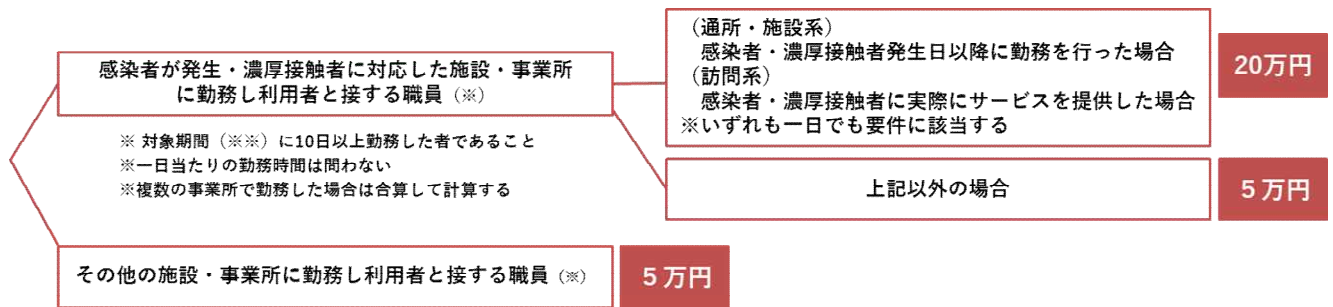 感染者が発生・濃厚接触者に対応した施設・事業所
に勤務し利用者と接する職員（※）
※ 対象期間（※※）に10日以上勤務した者であること
※一日当たりの勤務時間は問わない
※複数の事業所で勤務した場合は合算して計算する
（通所・施設系）
感染者・濃厚接触者発生日以降に勤務を行った場合
（訪問系）
感染者・濃厚接触者に実際にサービスを提供した場合
※いずれも一日でも要件に該当する
20万円
上記以外の場合
５万円
その他の施設・事業所に勤務し利用者と接する職員（※）
５万円